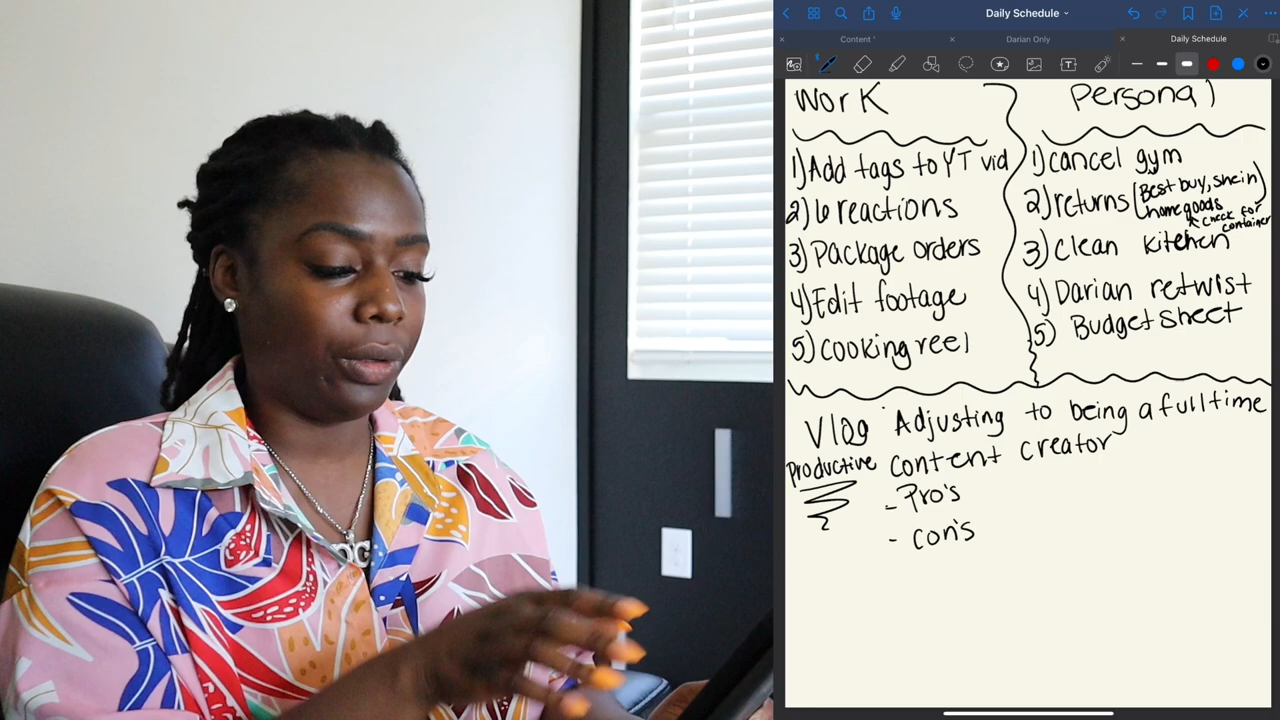 Daily Schedule
Content
Darian Only
Daily Schedule
Work
1) Add tags to YT vid
2) 6 reactions
3) Package orders
4) Edit footage
5) cooking reel
Personal
1) cancel gym
2) returns (Best buy, shein)
homegoods
check for
container
3) clean kitchen
4) Darian retwist
5) Budget sheet
Vlog Adjusting to being a full time
Productive content creator
- Pro's
- con's